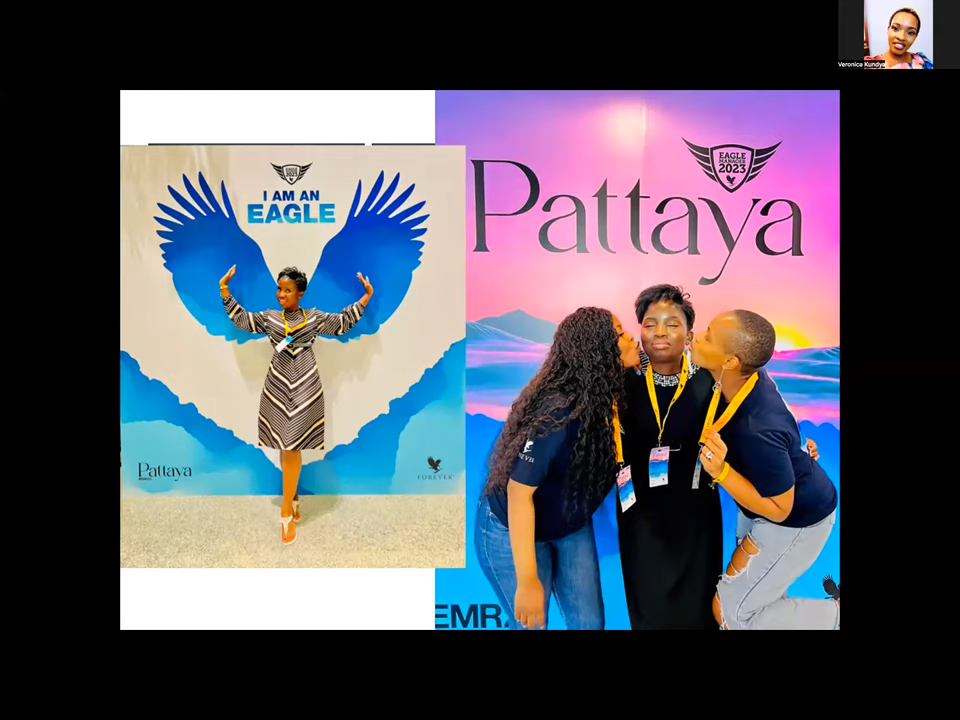 Veronica Kundya
I AM AN
EAGLE
Pattaya
FOREVER
EAGLE
MANAGER
2023
Pattaya
EMR